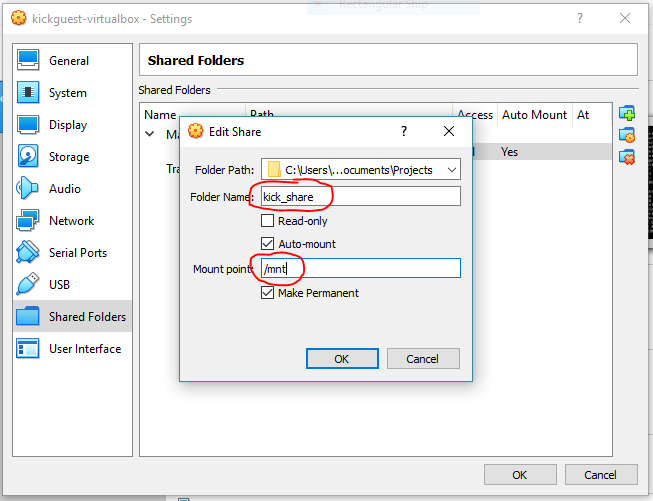 Rectangular Snip
kickguest-virtualbox - Settings
?
General
System
Display
Storage
Audio
Network
Serial Ports
USB
Shared Folders
User Interface
Shared Folders
Shared Folders
Name Path Access Auto Mount At
Ma
Yes
Tra
Edit Share
?
Folder Path: C:\Users\...ocuments\Projects
Folder Name: kick_share
Read-only
Auto-mount
Mount point: /mnt
Make Permanent
OK Cancel
OK Cancel